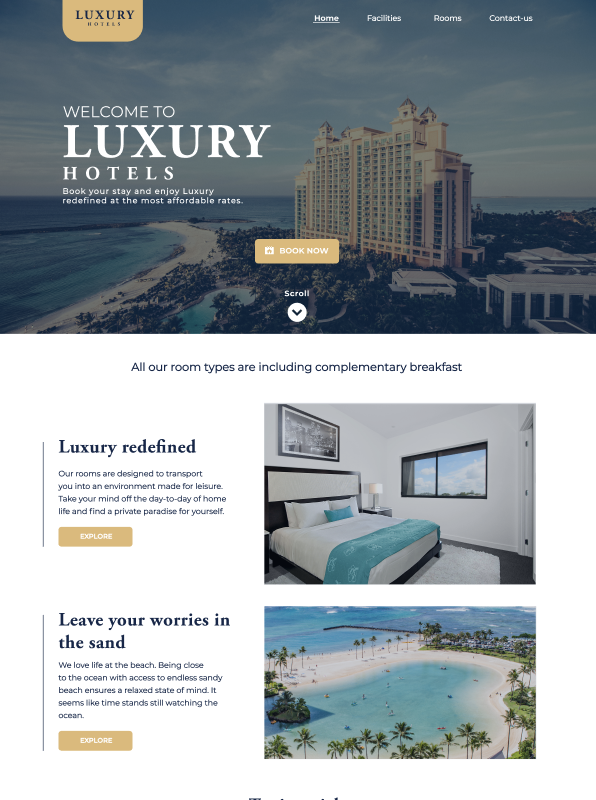 LUXURY
HOTELS
Home Facilities Rooms Contact-us
WELCOME TO
LUXURY
HOTELS
Book your stay and enjoy Luxury
redefined at the most affordable rates.
BOOK NOW
Scroll
All our room types are including complementary breakfast
Luxury redefined
Our rooms are designed to transport
you into an environment made for leisure.
Take your mind off the day-to-day of home
life and find a private paradise for yourself.
EXPLORE
Leave your worries in
the sand
We love life at the beach. Being close
to the ocean with access to endless sandy
beach ensures a relaxed state of mind. It
seems like time stands still watching the
ocean.
EXPLORE